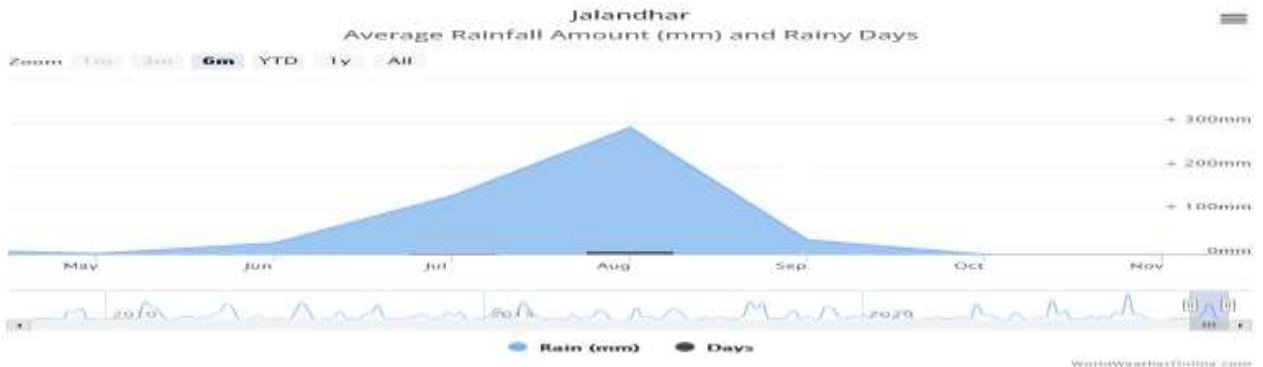 Jalandhar
Average Rainfall Amount (mm) and Rainy Days
Zoom 1m 3m 6m YTD 1y All
+ 300mm
+ 200mm
+ 100mm
0mm
May Jun Jul Aug Sep Oct Nov
2010 2020
Rain (mm) Days
WorldWeatherOnline.com